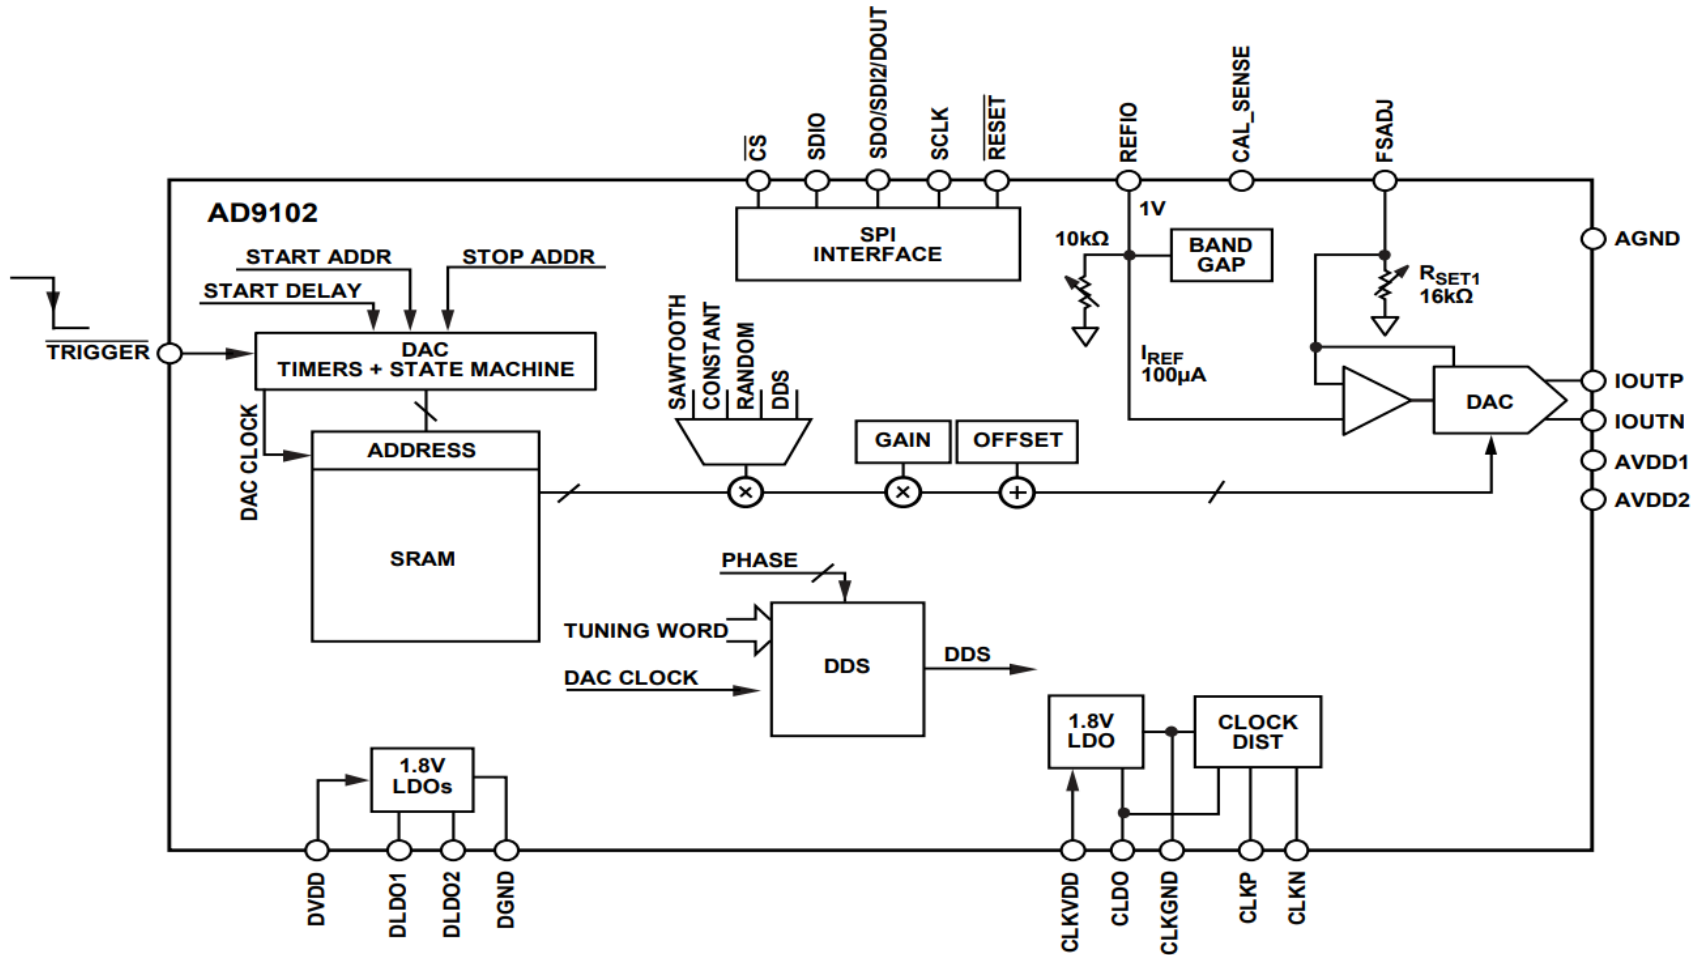 CS
SDIO
SDO/SDI2/DOUT
SCLK
RESET
REFIO
CAL_SENSE
FSADJ
AD9102
START ADDR
STOP ADDR
START DELAY
TRIGGER
DAC
TIMERS + STATE MACHINE
DAC CLOCK
ADDRESS
SRAM
SPI
INTERFACE
1V
10kΩ
BAND
GAP
RSET1
16kΩ
IREF
100µA
SAWTOOTH
CONSTANT
RANDOM
DDS
GAIN
OFFSET
×
×
+
DAC
AGND
IOUTP
IOUTN
AVDD1
AVDD2
PHASE
TUNING WORD
DAC CLOCK
DDS
DDS
1.8V
LDOs
1.8V
LDO
CLOCK
DIST
DVDD
DLDO1
DLDO2
DGND
CLKVDD
CLDO
CLKGND
CLKP
CLKN